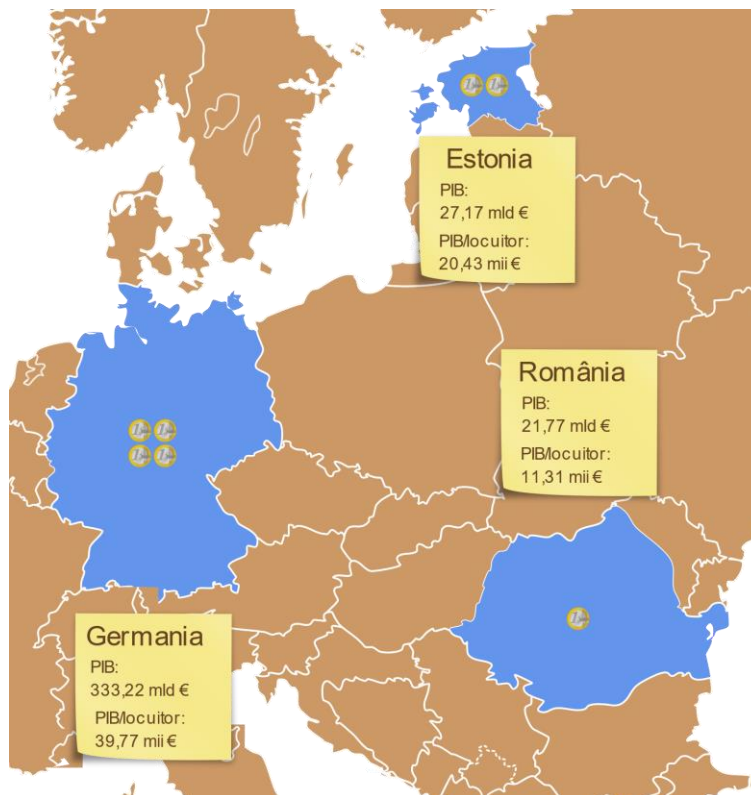 Estonia
PIB:
27,17 mld €
PIB/locuitor:
20,43 mii €
România
PIB:
21,77 mld €
PIB/locuitor:
11,31 mii €
Germania
PIB:
333,22 mld €
PIB/locuitor:
39,77 mii €